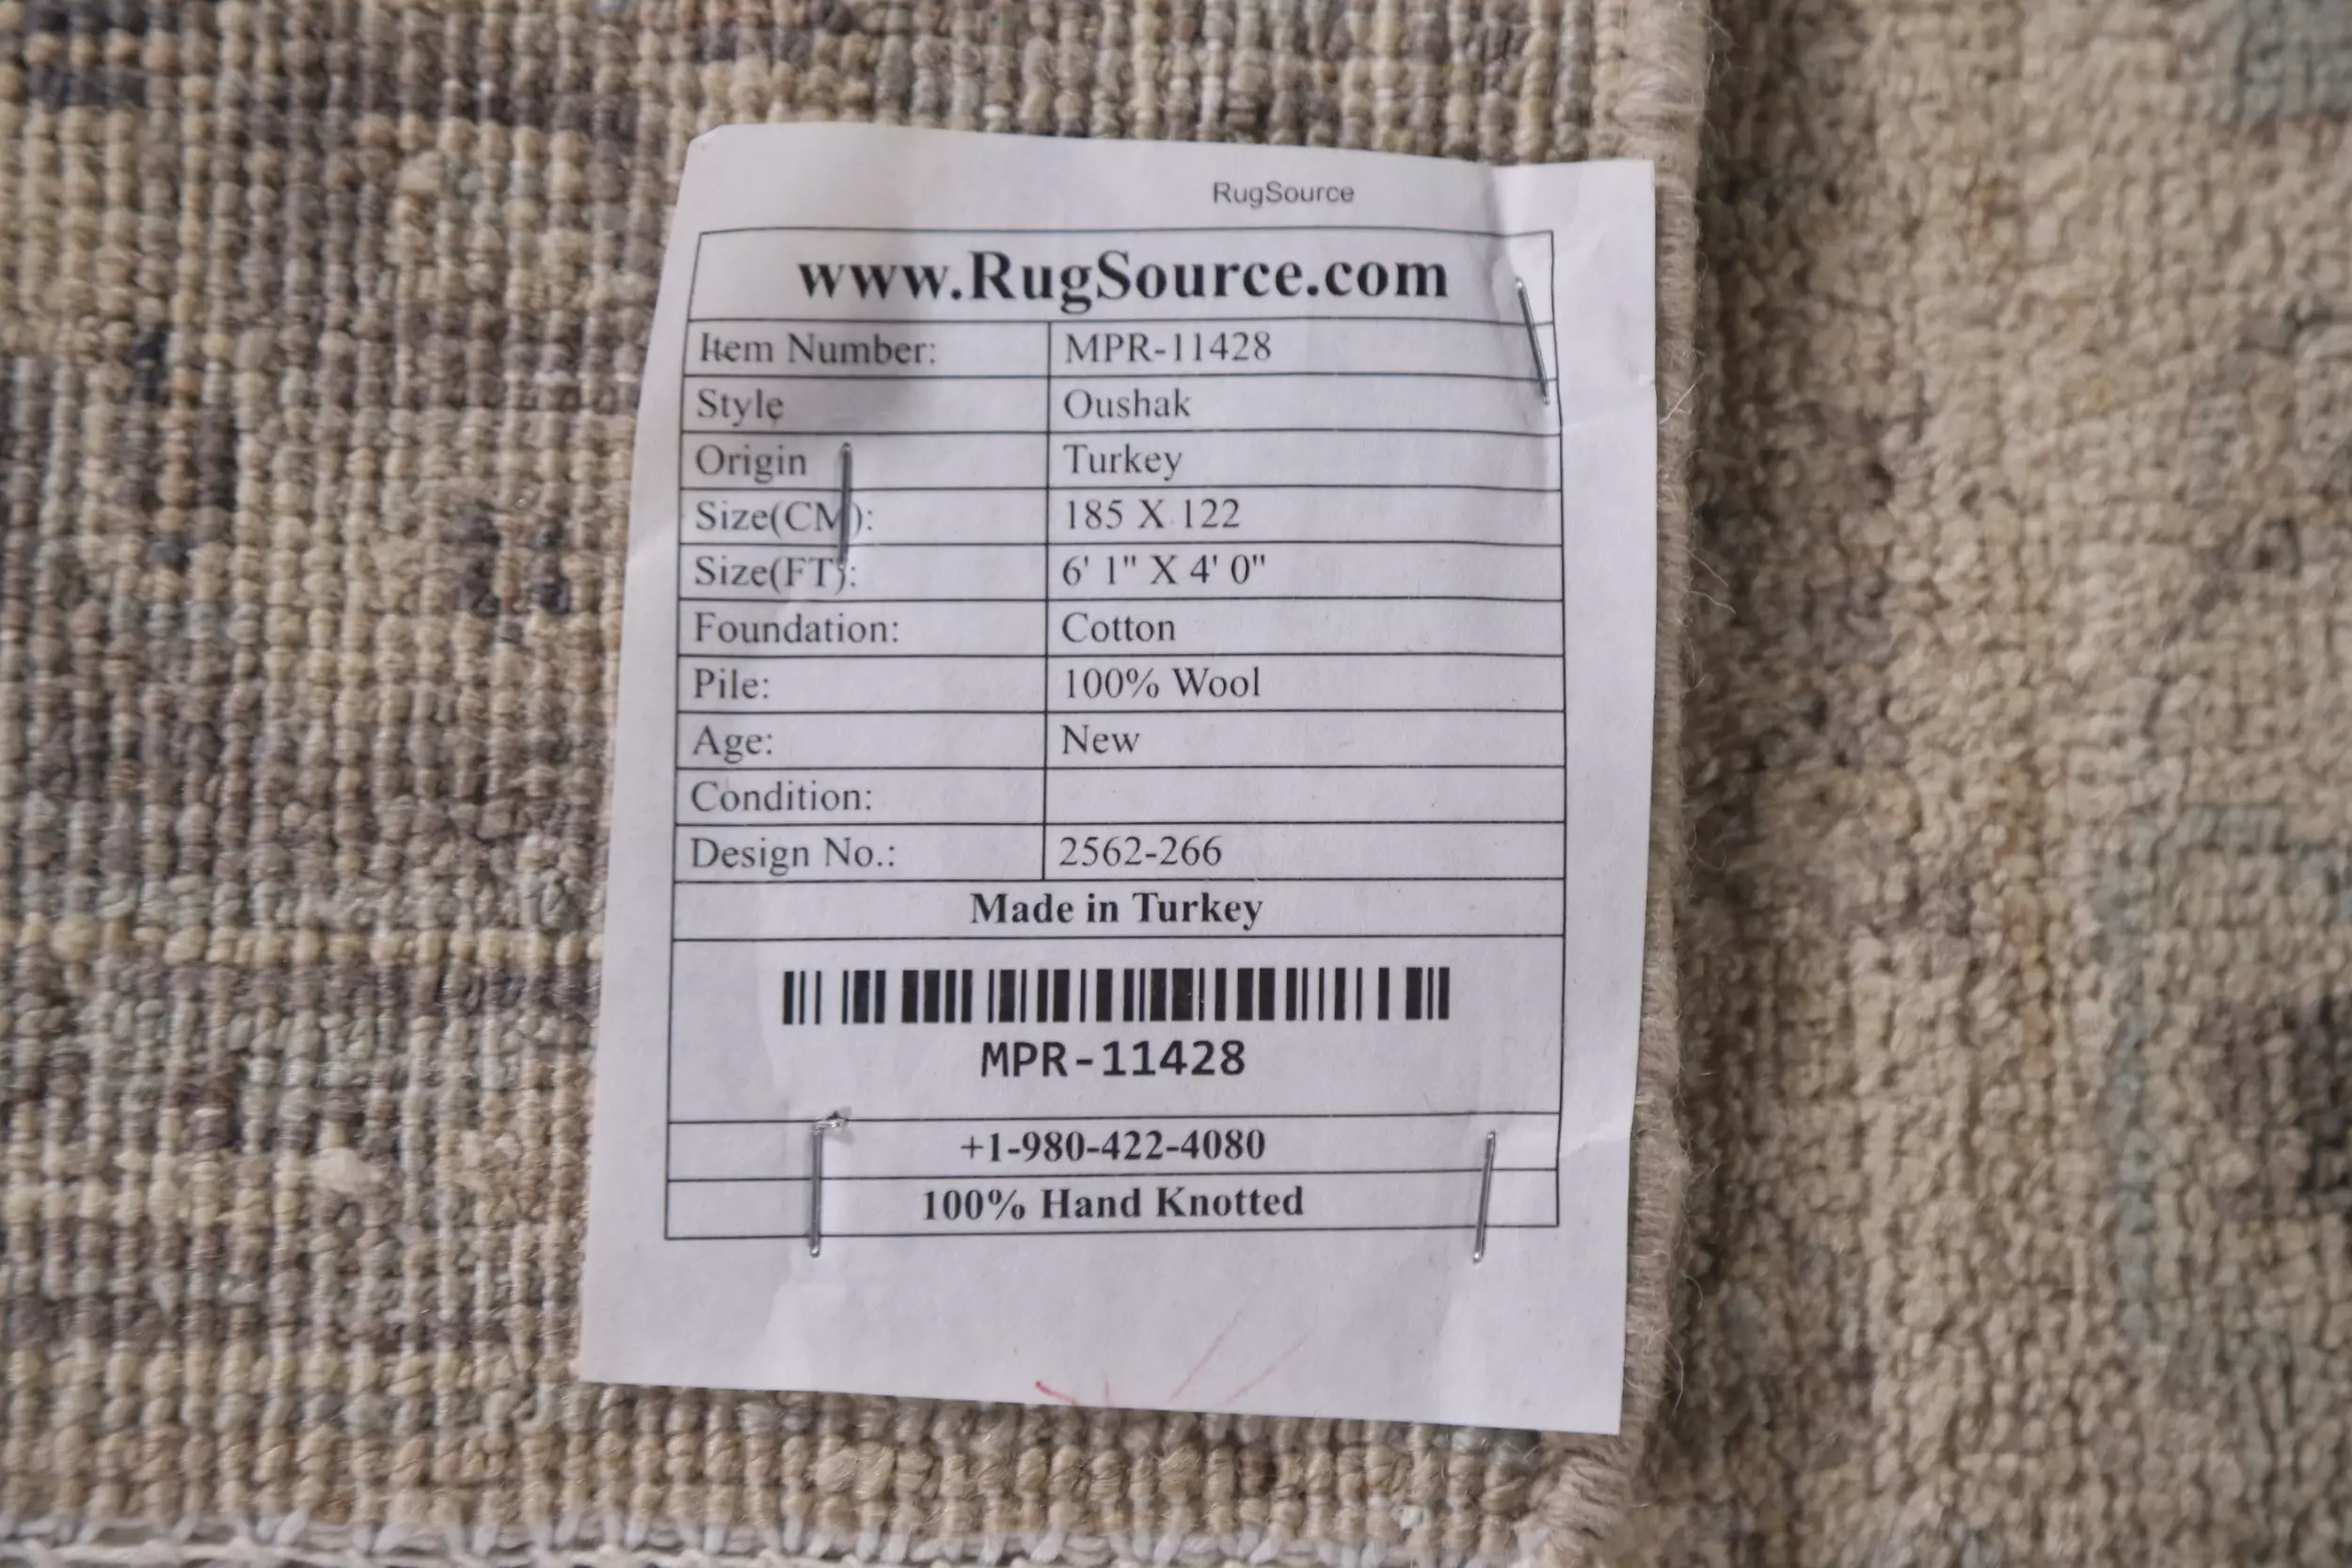 RugSource
www.RugSource.com
Item Number: MPR-11428
Style Oushak
Origin Turkey
Size(CM): 185 X 122
Size(FT): 6' 1" X 4' 0"
Foundation: Cotton
Pile: 100% Wool
Age: New
Condition:
Design No.: 2562-266
Made in Turkey
MPR-11428
+1-980-422-4080
100% Hand Knotted